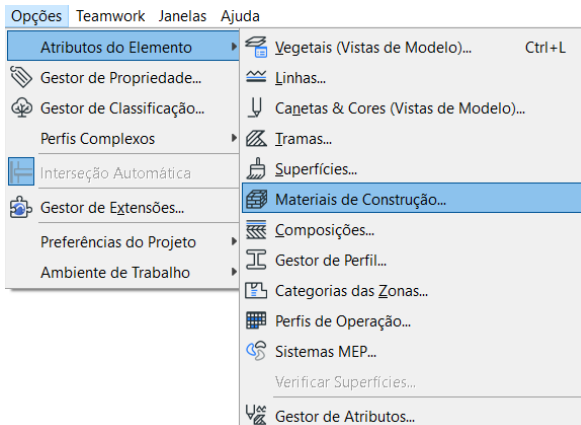 Opções Teamwork Janelas Ajuda
Atributos do Elemento
Gestor de Propriedade...
Gestor de Classificação...
Perfis Complexos
Interseção Automática
Gestor de Extensões...
Preferências do Projeto
Ambiente de Trabalho
Vegetais (Vistas de Modelo)... Ctrl+L
Linhas...
Canetas & Cores (Vistas de Modelo)...
Tramas...
Superfícies...
Materiais de Construção...
Composições...
Gestor de Perfil...
Categorias das Zonas...
Perfis de Operação...
Sistemas MEP...
Verificar Superfícies...
Gestor de Atributos...